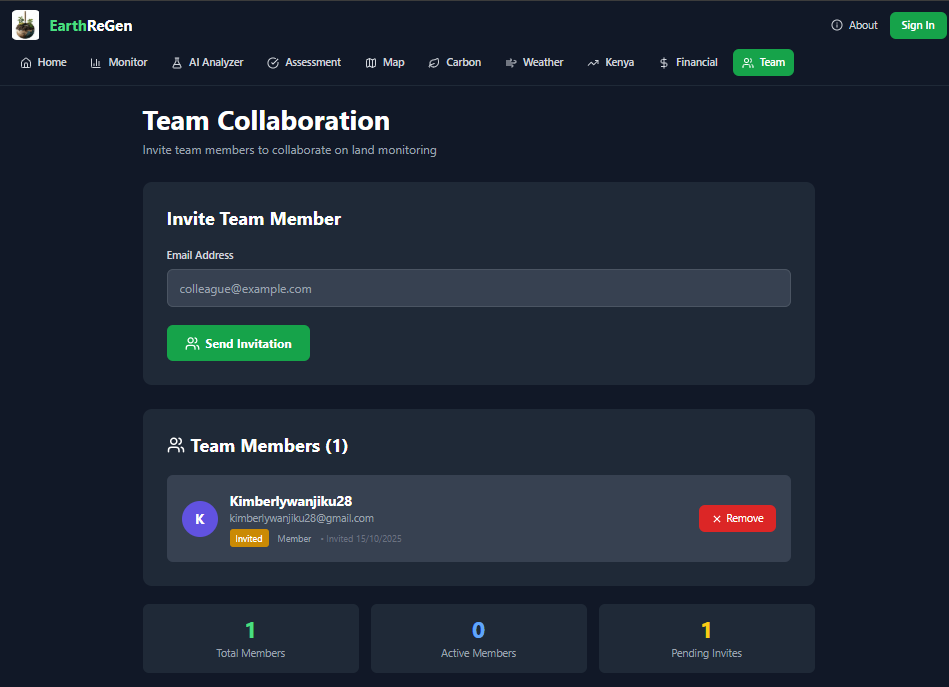 EarthReGen
About
Sign In
Home
Monitor
AI Analyzer
Assessment
Map
Carbon
Weather
Kenya
Financial
Team
Team Collaboration
Invite team members to collaborate on land monitoring
Invite Team Member
Email Address
colleague@example.com
Send Invitation
Team Members (1)
K
Kimberlywanjiku28
kimberlywanjiku28@gmail.com
Invited Member • Invited 15/10/2025
Remove
1
Total Members
0
Active Members
1
Pending Invites